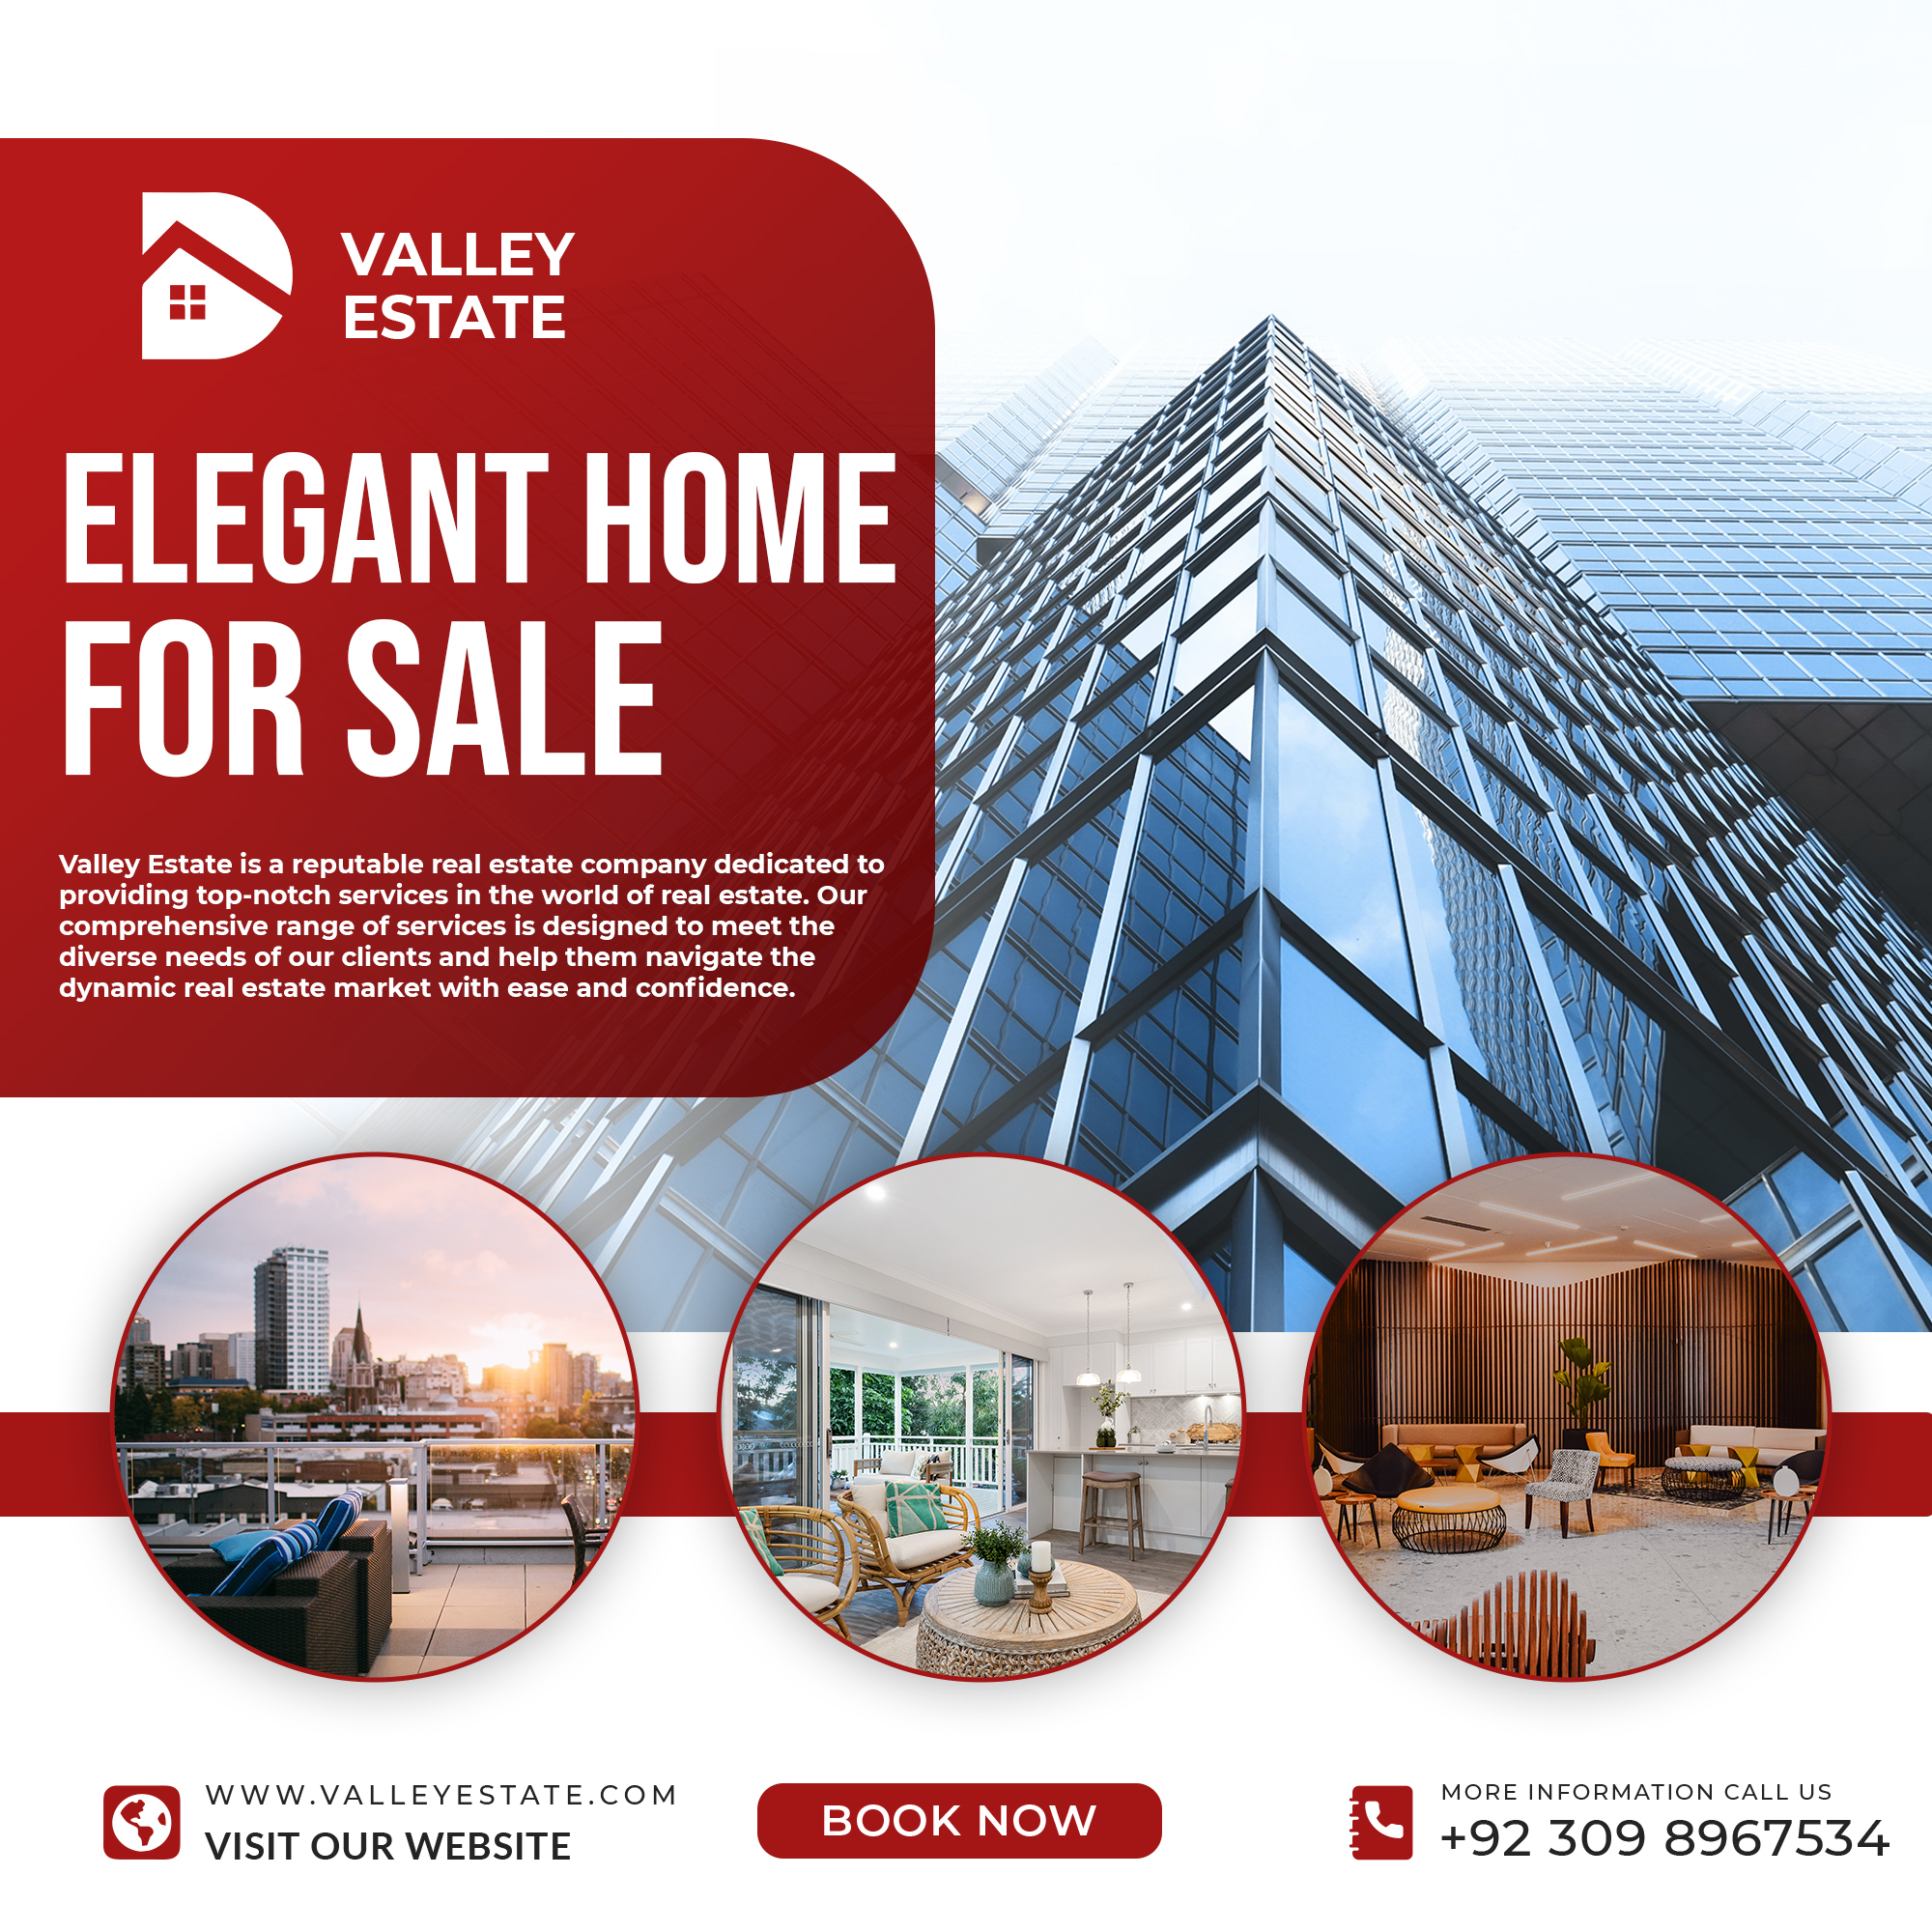 VALLEY
ESTATE
ELEGANT HOME
FOR SALE
Valley Estate is a reputable real estate company dedicated to
providing top-notch services in the world of real estate. Our
comprehensive range of services is designed to meet the
diverse needs of our clients and help them navigate the
dynamic real estate market with ease and confidence.
WWW.VALLEYESTATE.COM
VISIT OUR WEBSITE
BOOK NOW
MORE INFORMATION CALL US
+92 309 8967534